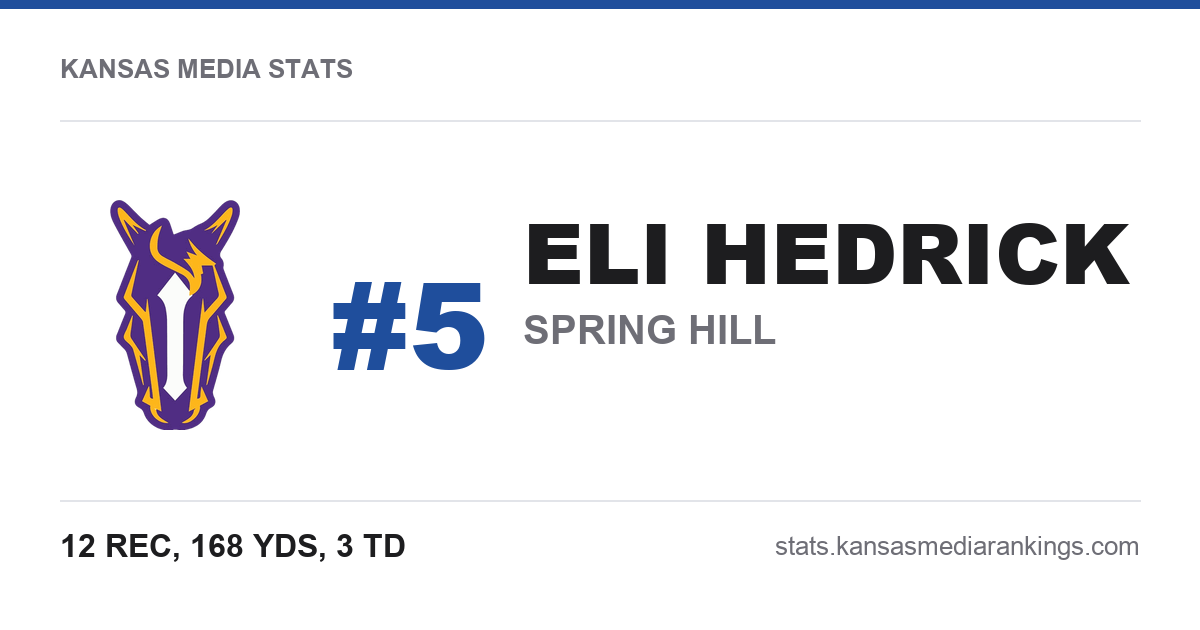 KANSAS MEDIA STATS
#5
ELI HEDRICK
SPRING HILL
12 REC, 168 YDS, 3 TD
stats.kansasmediarankings.com